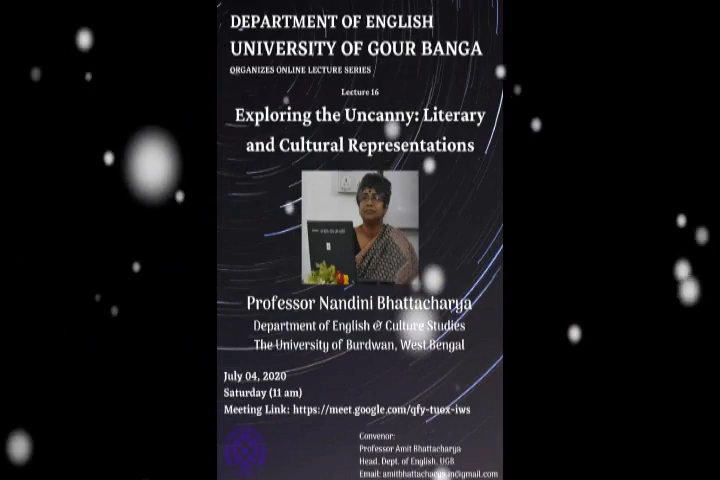 DEPARTMENT OF ENGLISH
UNIVERSITY OF GOUR BANGA
ORGANIZES ONLINE LECTURE SERIES
Lecture 16
Exploring the Uncanny: Literary
and Cultural Representations
Professor Nandini Bhattacharya
Department of English & Culture Studies
The University of Burdwan, West Bengal
July 04, 2020
Saturday (11 am)
Meeting Link: https://meet.google.com/qfy-tuox-iws
Convenor:
Professor Amit Bhattacharya
Head. Dept. of English, UGB
Email: